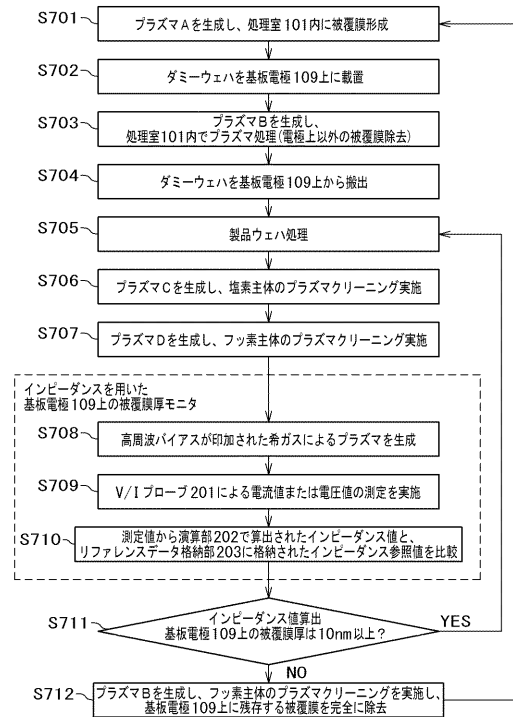 S701
プラズマAを生成し、処理室101内に被覆膜形成
S702
ダミーウェハを基板電極109上に載置
S703
プラズマBを生成し、
処理室101内でプラズマ処理(電極上以外の被覆膜除去)
S704
ダミーウェハを基板電極109上から搬出
S705
製品ウェハ処理
S706
プラズマCを生成し、塩素主体のプラズマクリーニング実施
S707
プラズマDを生成し、フッ素主体のプラズマクリーニング実施
インピーダンスを用いた
基板電極109上の被覆膜厚モニタ
S708
高周波バイアスが印加された希ガスによるプラズマを生成
S709
V/Iプローブ201による電流値または電圧値の測定を実施
S710
測定値から演算部202で算出されたインピーダンス値と、
リファレンスデータ格納部203に格納されたインピーダンス参照値を比較
S711
インピーダンス値算出
基板電極109上の被覆膜厚は10nm以上?
YES
NO
S712
プラズマBを生成し、フッ素主体のプラズマクリーニングを実施し、
基板電極109上に残存する被覆膜を完全に除去